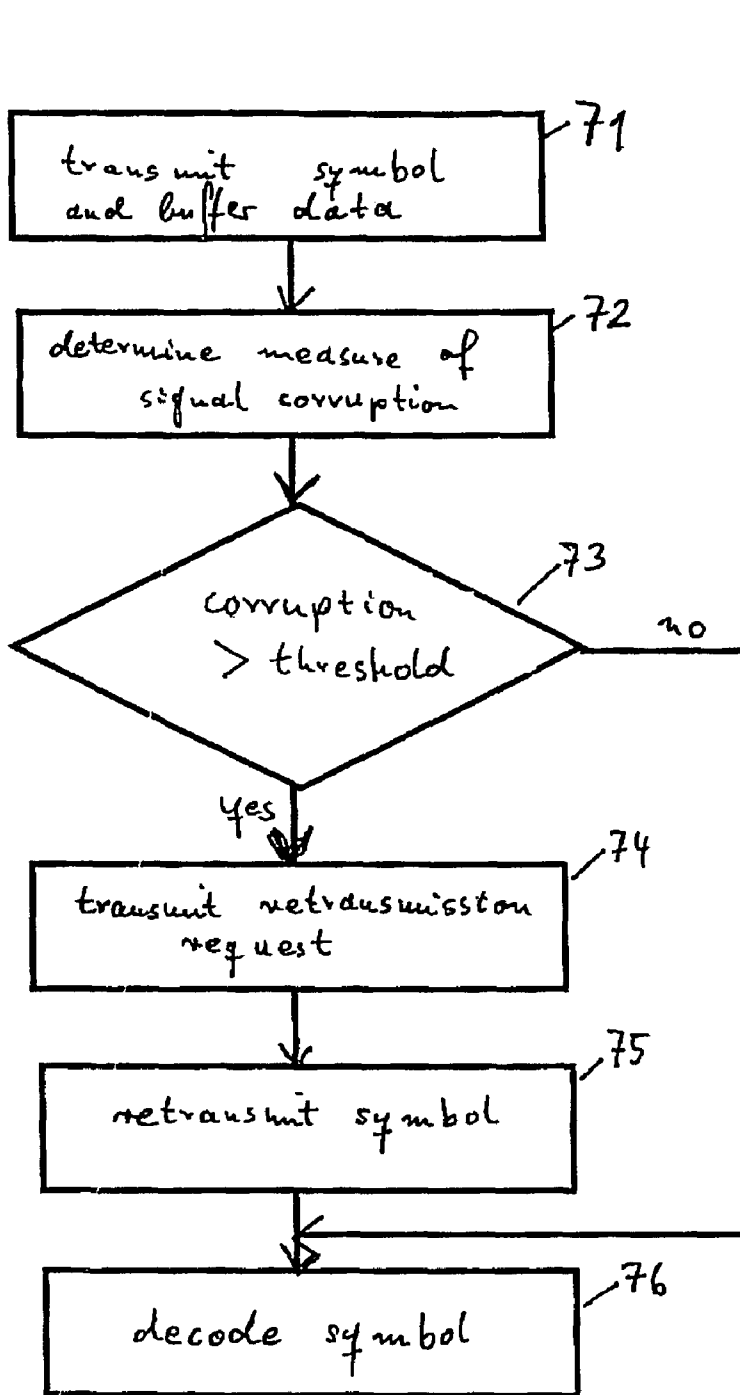 71
transmit symbol
and buffer data
72
determine measure of
signal corruption
73
corruption
> threshold
no
yes
74
transmit retransmission
request
75
retransmit symbol
76
decode symbol